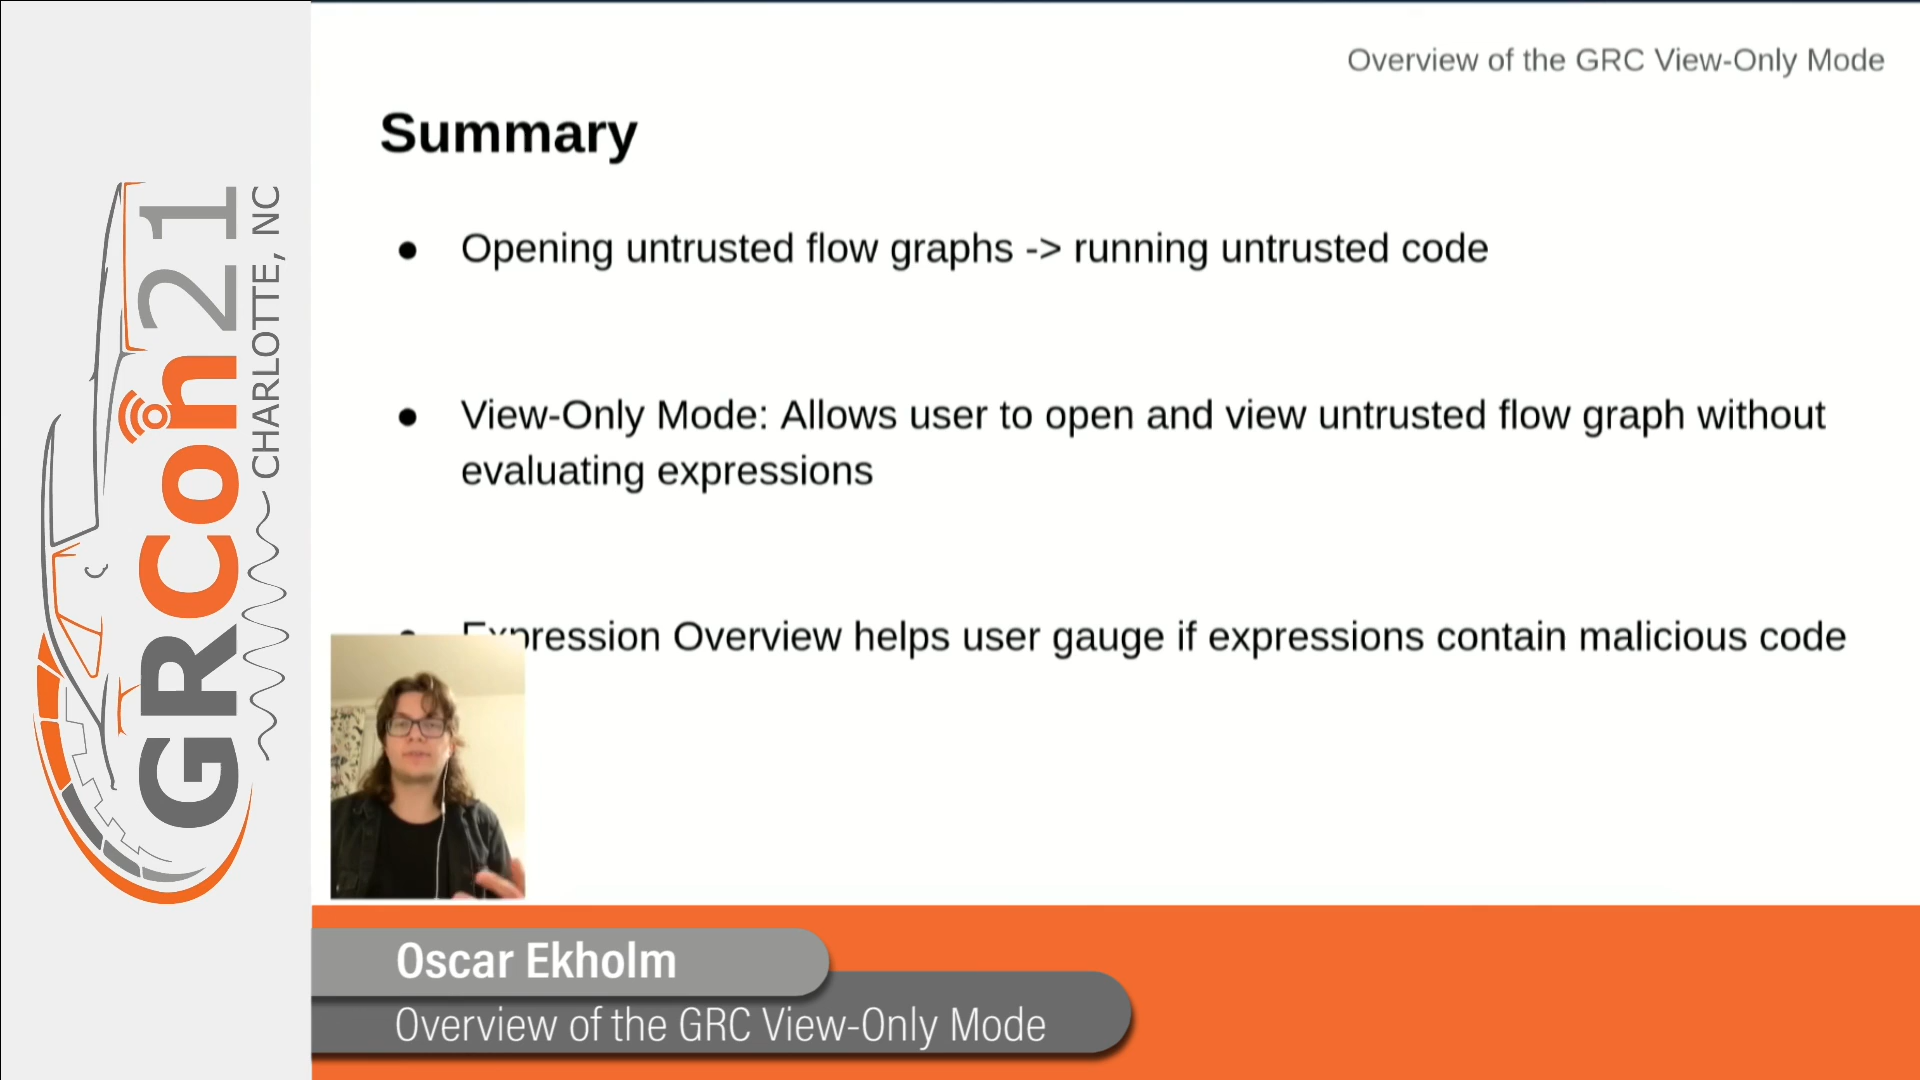 GRCon21
CHARLOTTE, NC
Overview of the GRC View-Only Mode
Summary
● Opening untrusted flow graphs -> running untrusted code
● View-Only Mode: Allows user to open and view untrusted flow graph without
evaluating expressions
● Expression Overview helps user gauge if expressions contain malicious code
Oscar Ekholm
Overview of the GRC View-Only Mode